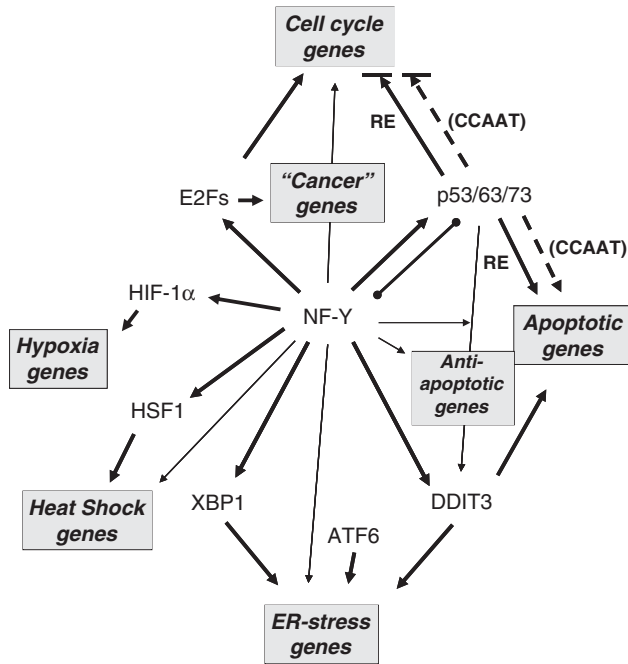 Cell cycle
genes
RE
(CCAAT)
E2Fs
"Cancer"
genes
p53/63/73
RE
(CCAAT)
HIF-1α
NF-Y
Hypoxia
genes
Apoptotic
genes
Anti-
apoptotic
genes
HSF1
Heat Shock
genes
XBP1
DDIT3
ATF6
ER-stress
genes